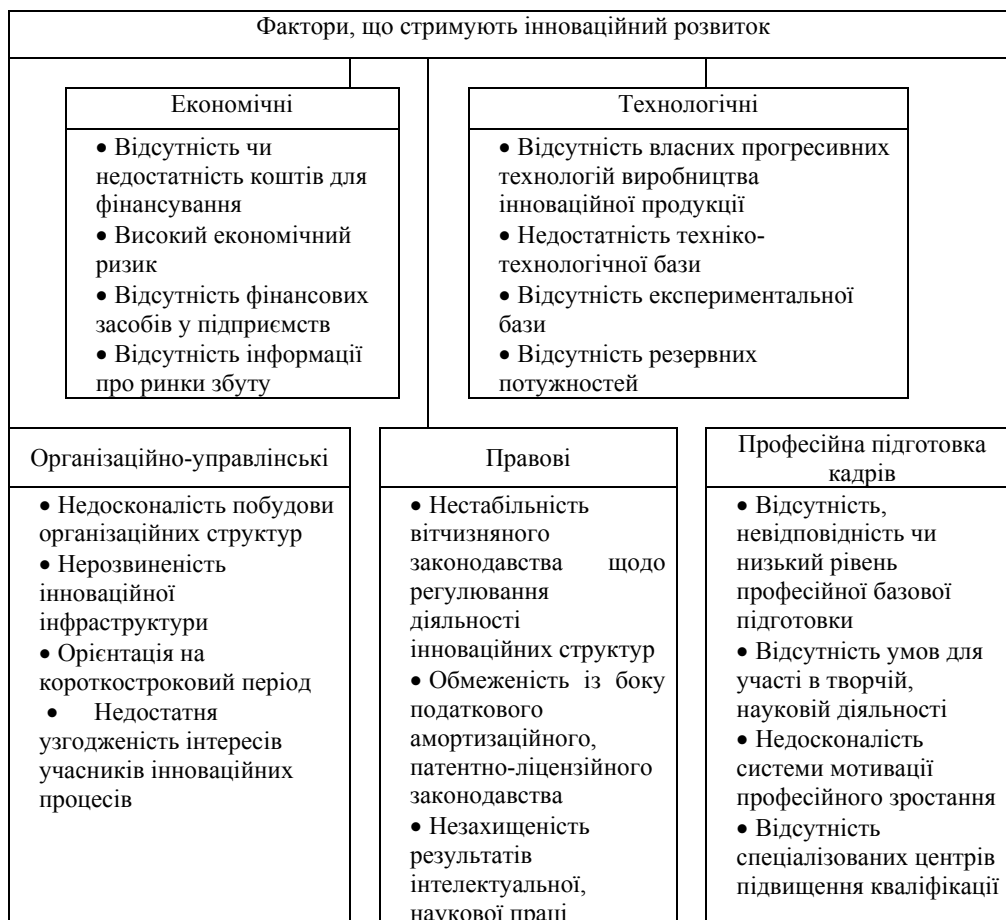 Фактори, що стримують інноваційний розвиток
Економічні
• Відсутність чи
недостатність коштів для
фінансування
• Високий економічний
ризик
• Відсутність фінансових
засобів у підприємств
• Відсутність інформації
про ринки збуту
Технологічні
• Відсутність власних прогресивних
технологій виробництва
інноваційної продукції
• Недостатність техніко-
технологічної бази
• Відсутність експериментальної
бази
• Відсутність резервних
потужностей
Організаційно-управлінські
• Недосконалість побудови
організаційних структур
• Нерозвиненість
інноваційної
інфраструктури
• Орієнтація на
короткостроковий період
• Недостатня
узгодженість інтересів
учасників інноваційних
процесів
Правові
• Нестабільність
вітчизняного
законодавства щодо
регулювання
діяльності
інноваційних структур
• Обмеженість із боку
податкового
амортизаційного,
патентно-ліцензійного
законодавства
• Незахищеність
результатів
інтелектуальної,
наукової праці
Професійна підготовка
кадрів
• Відсутність,
невідповідність чи
низький рівень
професійної базової
підготовки
• Відсутність умов для
участі в творчій,
науковій діяльності
• Недосконалість
системи мотивації
професійного зростання
• Відсутність
спеціалізованих центрів
підвищення кваліфікації